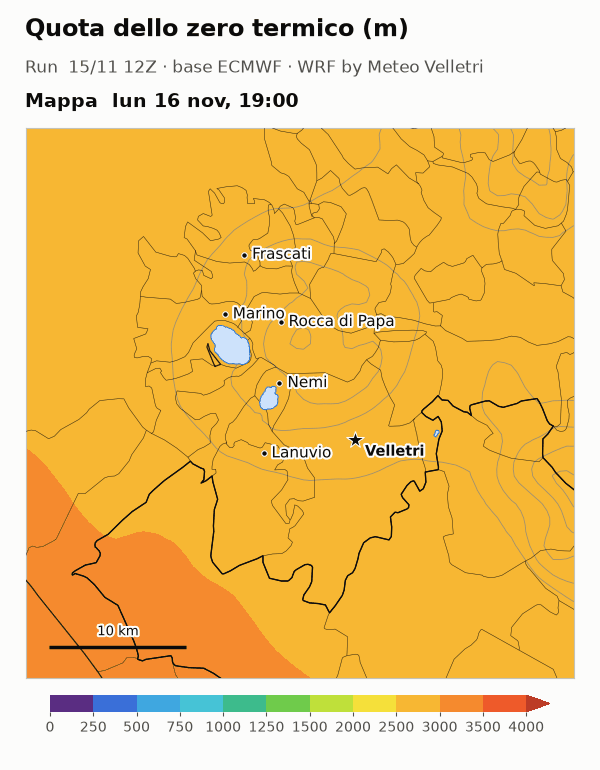 Quota dello zero termico (m)
Run  15/11 12Z · base ECMWF · WRF by Meteo Velletri
Mappa  lun 16 nov, 19:00
Frascati
Marino
Rocca di Papa
Nemi
Velletri
Lanuvio
10 km
0 250 500 750 1000 1250 1500 2000 2500 3000 3500 4000